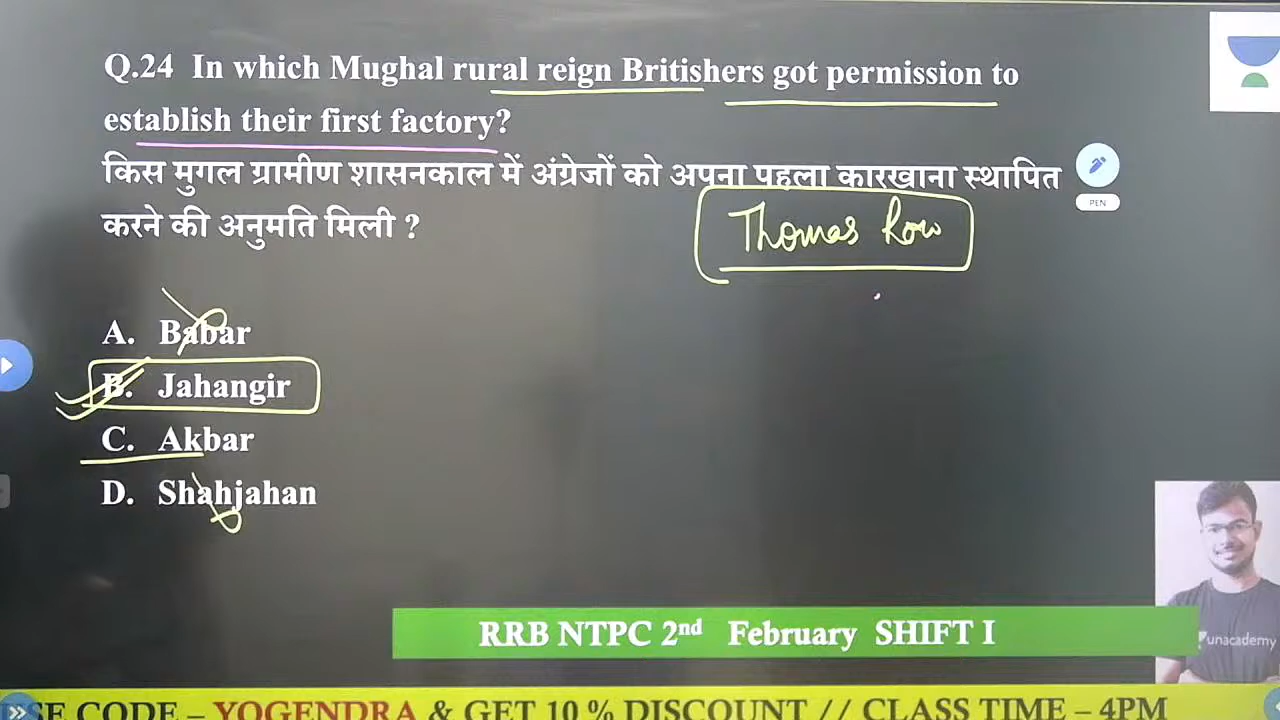 Q.24 In which Mughal rural reign Britishers got permission to
establish their first factory?
किस मुगल ग्रामीण शासनकाल में अंग्रेजों को अपना पहला कारखाना स्थापित
करने की अनुमति मिली ?
PEN
Thomas Row
A. Babar
B. Jahangir
C. Akbar
D. Shahjahan
RRB NTPC 2nd February SHIFT I
unacademy
SE CODE – YOGENDRA & GET 10 % DISCOUNT // CLASS TIME – 4PM